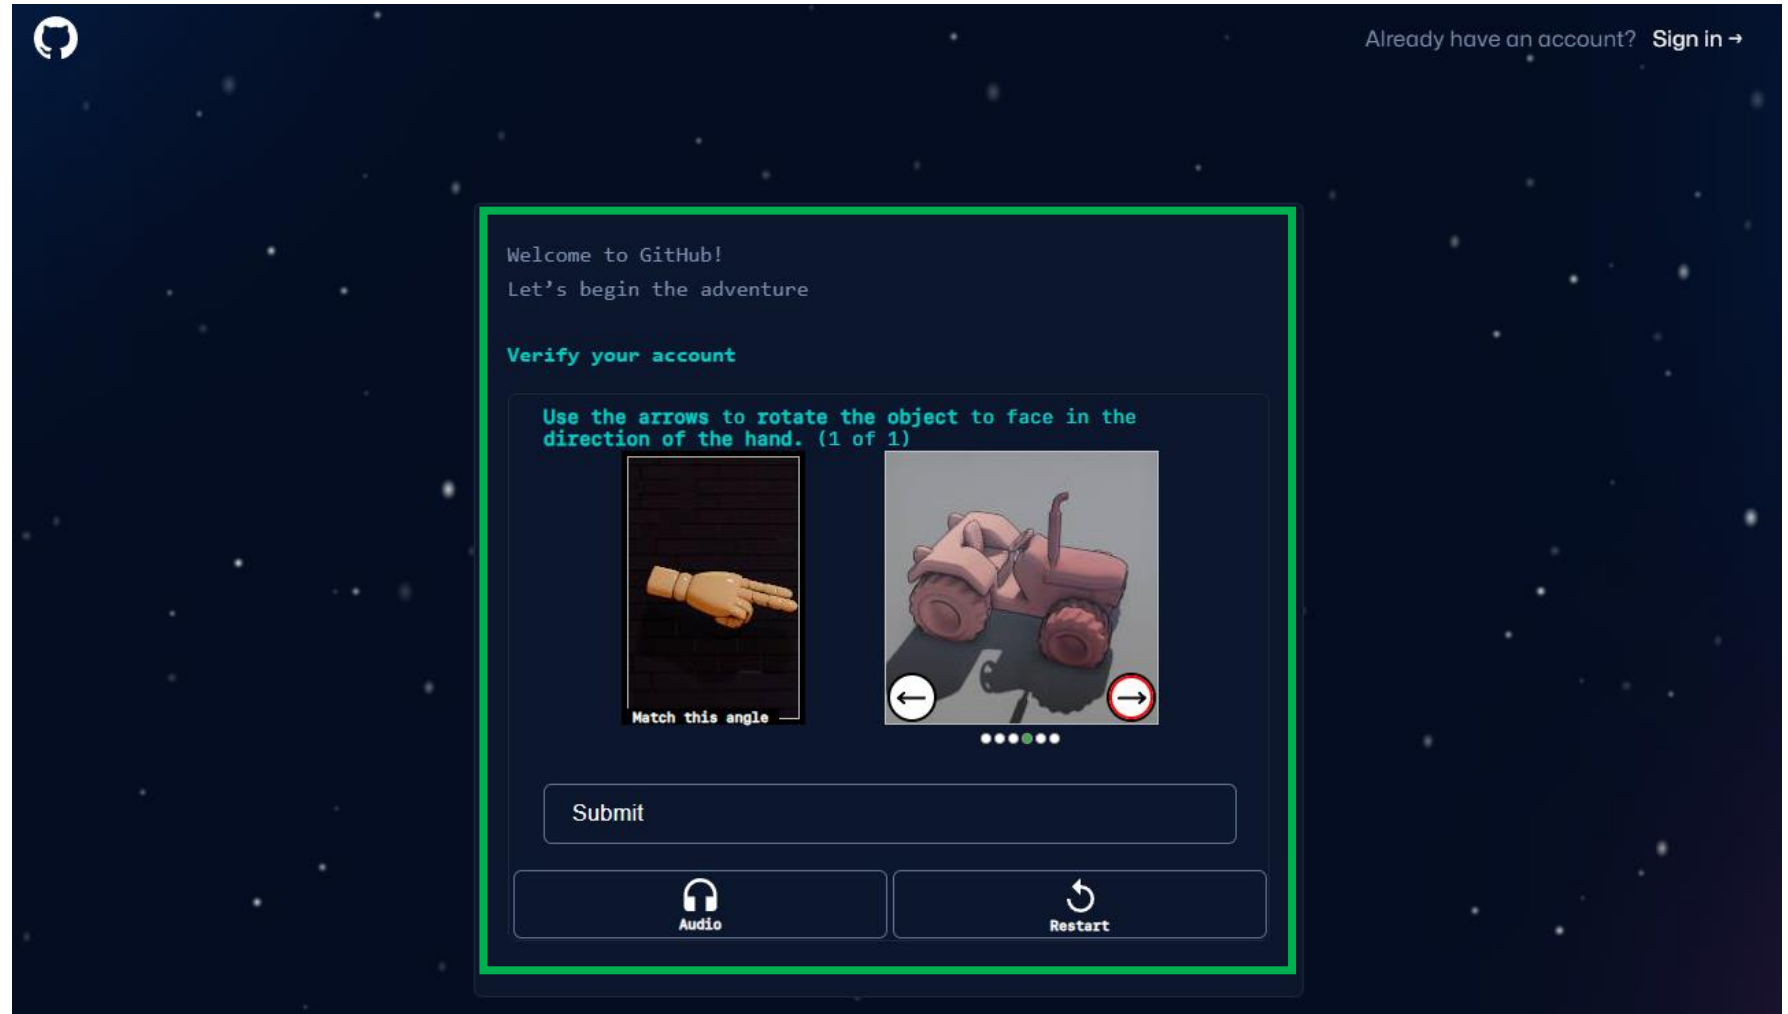 Already have an account? Sign in →
Welcome to GitHub!
Let's begin the adventure
Verify your account
Use the arrows to rotate the object to face in the
direction of the hand. (1 of 1)
Match this angle
Submit
Audio
Restart